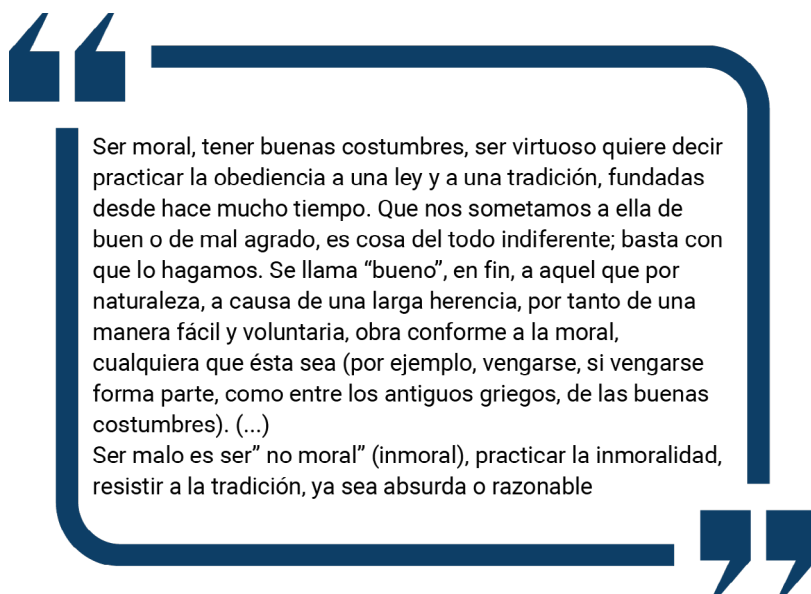 Ser moral, tener buenas costumbres, ser virtuoso quiere decir
practicar la obediencia a una ley y a una tradición, fundadas
desde hace mucho tiempo. Que nos sometamos a ella de
buen o de mal agrado, es cosa del todo indiferente; basta con
que lo hagamos. Se llama “bueno”, en fin, a aquel que por
naturaleza, a causa de una larga herencia, por tanto de una
manera fácil y voluntaria, obra conforme a la moral,
cualquiera que ésta sea (por ejemplo, vengarse, si vengarse
forma parte, como entre los antiguos griegos, de las buenas
costumbres). (...)
Ser malo es ser” no moral” (inmoral), practicar la inmoralidad,
resistir a la tradición, ya sea absurda o razonable